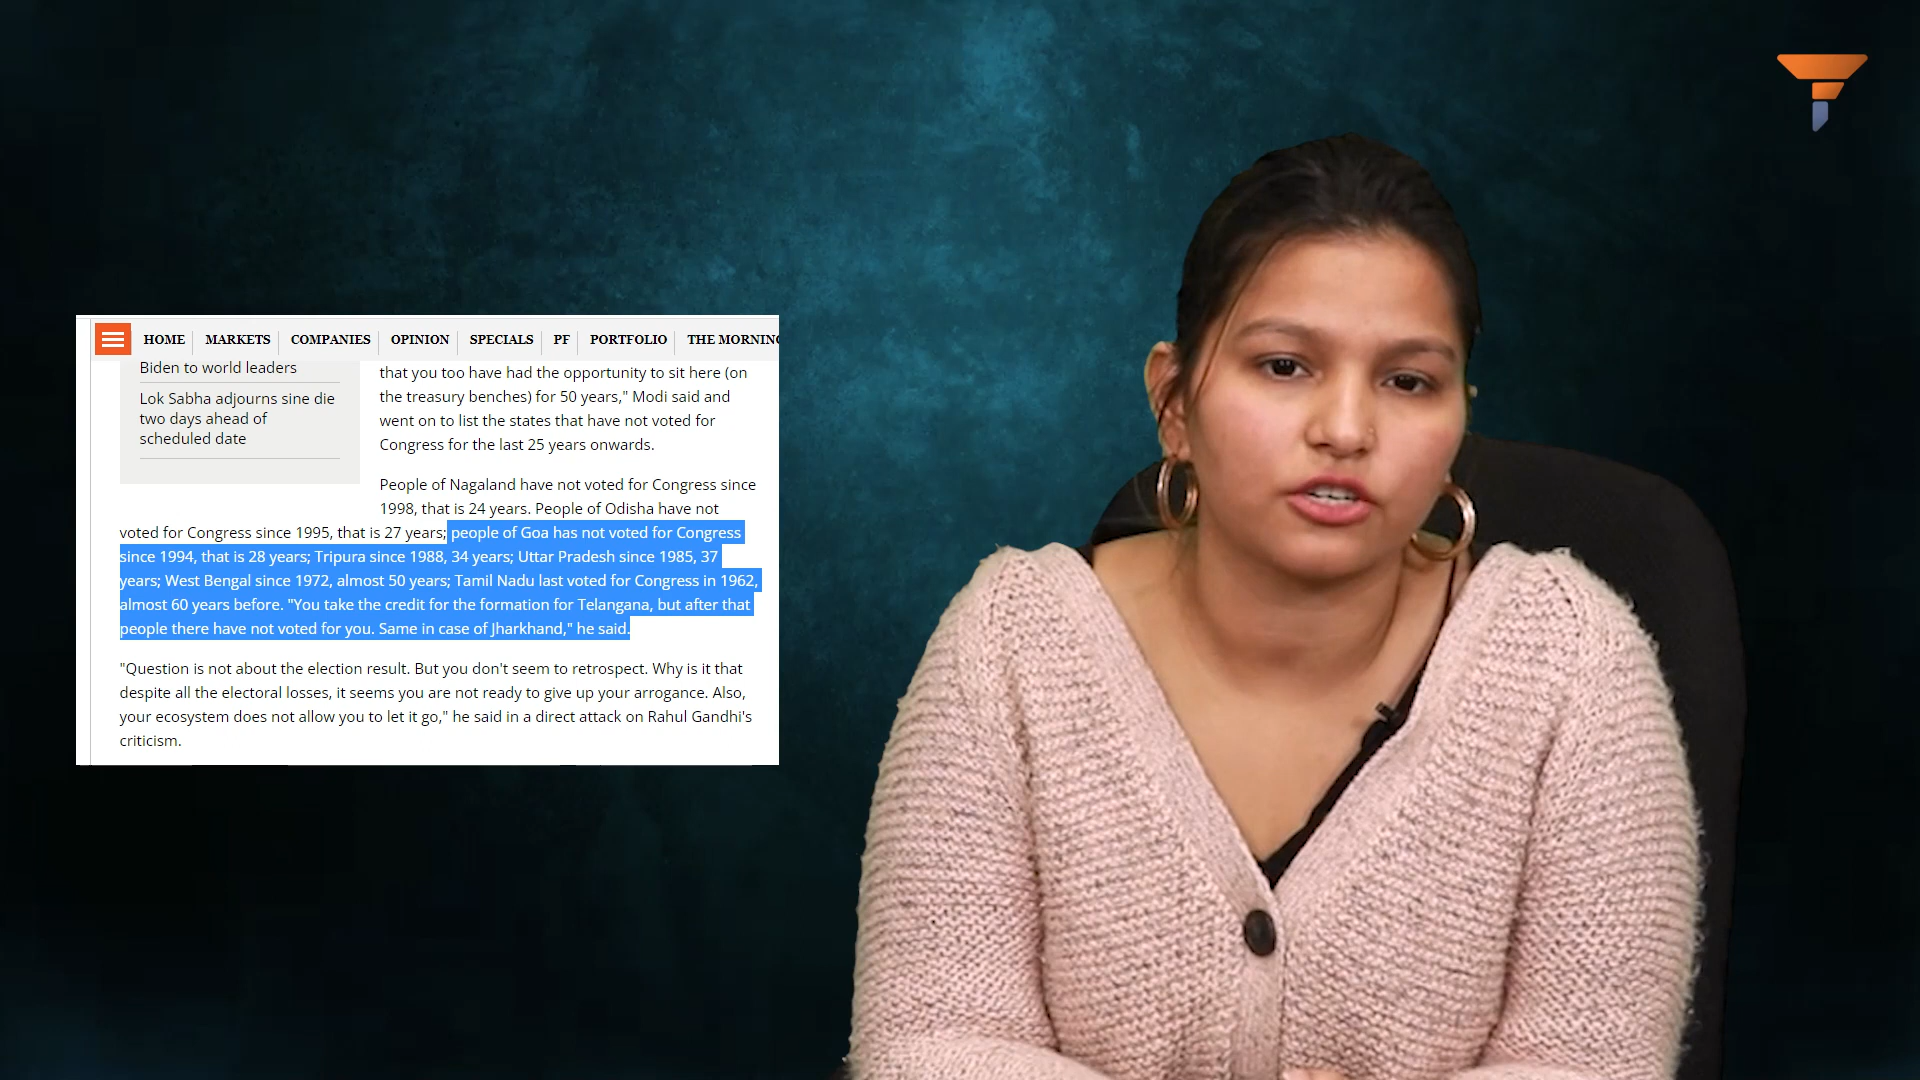 HOME MARKETS COMPANIES OPINION SPECIALS PF PORTFOLIO THE MORNING
Biden to world leaders
Lok Sabha adjourns sine die
two days ahead of
scheduled date
that you too have had the opportunity to sit here (on
the treasury benches) for 50 years," Modi said and
went on to list the states that have not voted for
Congress for the last 25 years onwards.
People of Nagaland have not voted for Congress since
1998, that is 24 years. People of Odisha have not
voted for Congress since 1995, that is 27 years; people of Goa has not voted for Congress
since 1994, that is 28 years; Tripura since 1988, 34 years; Uttar Pradesh since 1985, 37
years; West Bengal since 1972, almost 50 years; Tamil Nadu last voted for Congress in 1962,
almost 60 years before. "You take the credit for the formation for Telangana, but after that
people there have not voted for you. Same in case of Jharkhand," he said.
"Question is not about the election result. But you don't seem to retrospect. Why is it that
despite all the electoral losses, it seems you are not ready to give up your arrogance. Also,
your ecosystem does not allow you to let it go," he said in a direct attack on Rahul Gandhi's
criticism.